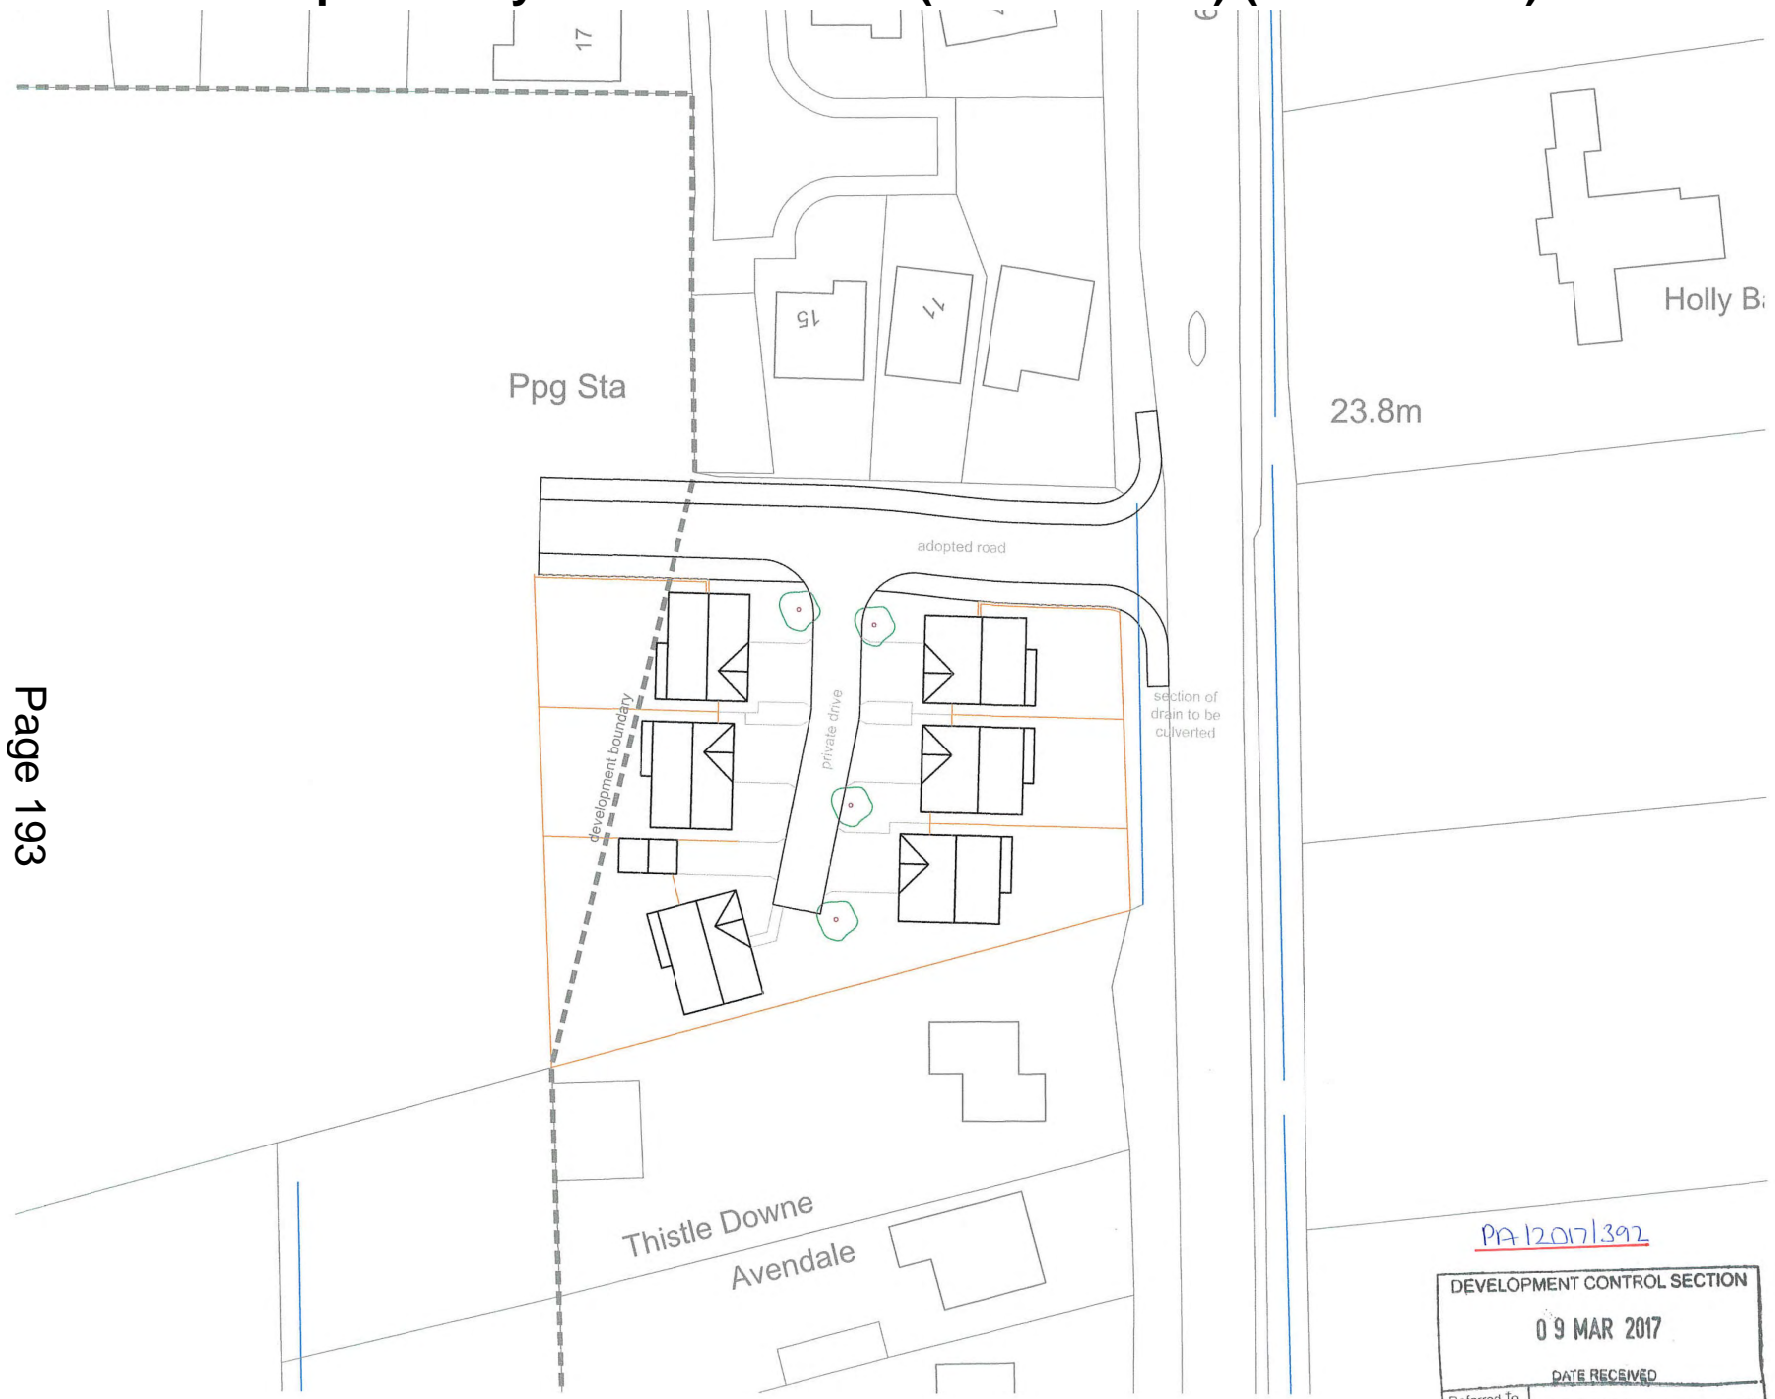 17
15
11
Ppg Sta
Holly B
23.8m
adopted road
private drive
development boundary
section of
drain to be
culverted
Page 193
Thistle Downe
Avendale
PA/2017/392
DEVELOPMENT CONTROL SECTION
09 MAR 2017
DATE RECEIVED